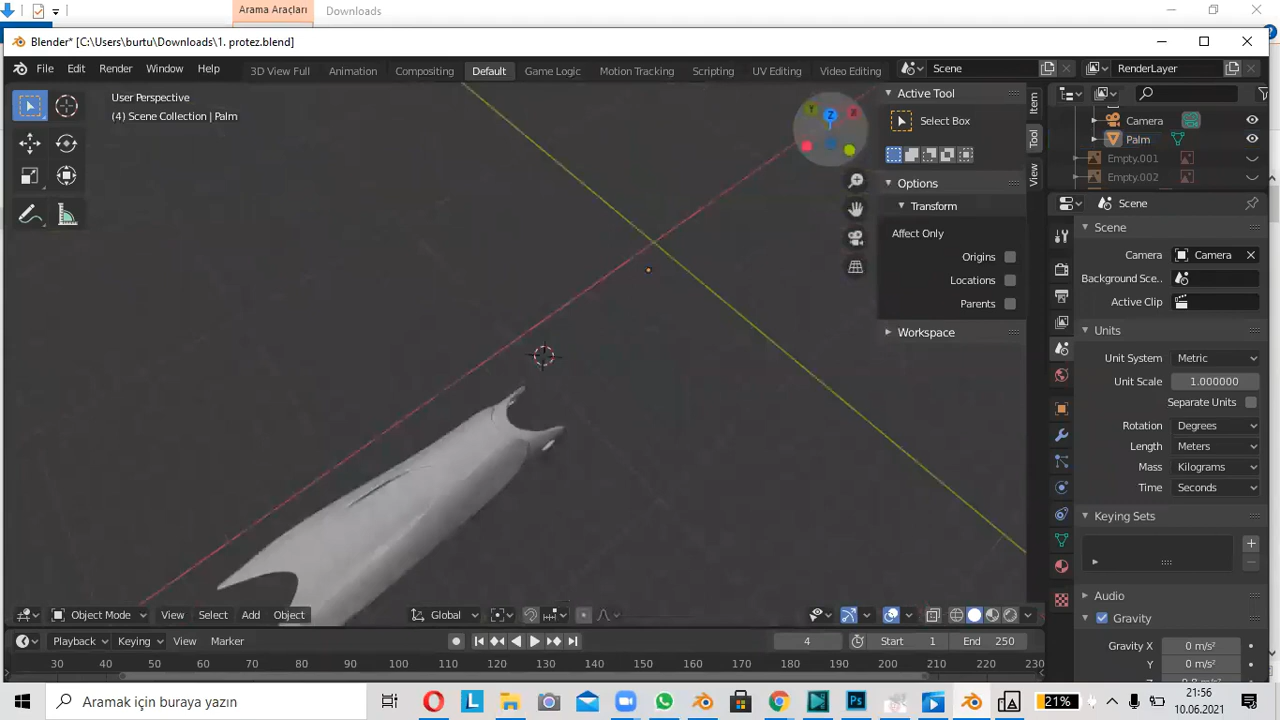 Arama Araçları
Downloads
Blender* [C:\Users\burtu\Downloads\1. protez.blend]
File Edit Render Window Help
3D View Full Animation Compositing Default Game Logic Motion Tracking Scripting UV Editing Video Editing
Scene
RenderLayer
User Perspective
(4) Scene Collection | Palm
Y
X
Z
Active Tool
Select Box
Options
Transform
Affect Only
Origins
Locations
Parents
Workspace
Item
Tool
View
Camera
Palm
Empty.001
Empty.002
Scene
Scene
Camera Camera
Background Sce..
Active Clip
Units
Unit System Metric
Unit Scale 1.000000
Separate Units
Rotation Degrees
Length Meters
Mass Kilograms
Time Seconds
Keying Sets
Audio
Gravity
Gravity X 0 m/s²
Y 0 m/s²
Object Mode View Select Add Object
Global
Playback Keying View Marker
4
Start 1
End 250
30 40 50 60 70 80 90 100 110 120 130 140 150 160 170 180 190 200 210 220 230
Aramak için buraya yazın
21%
21:56
10.06.2021